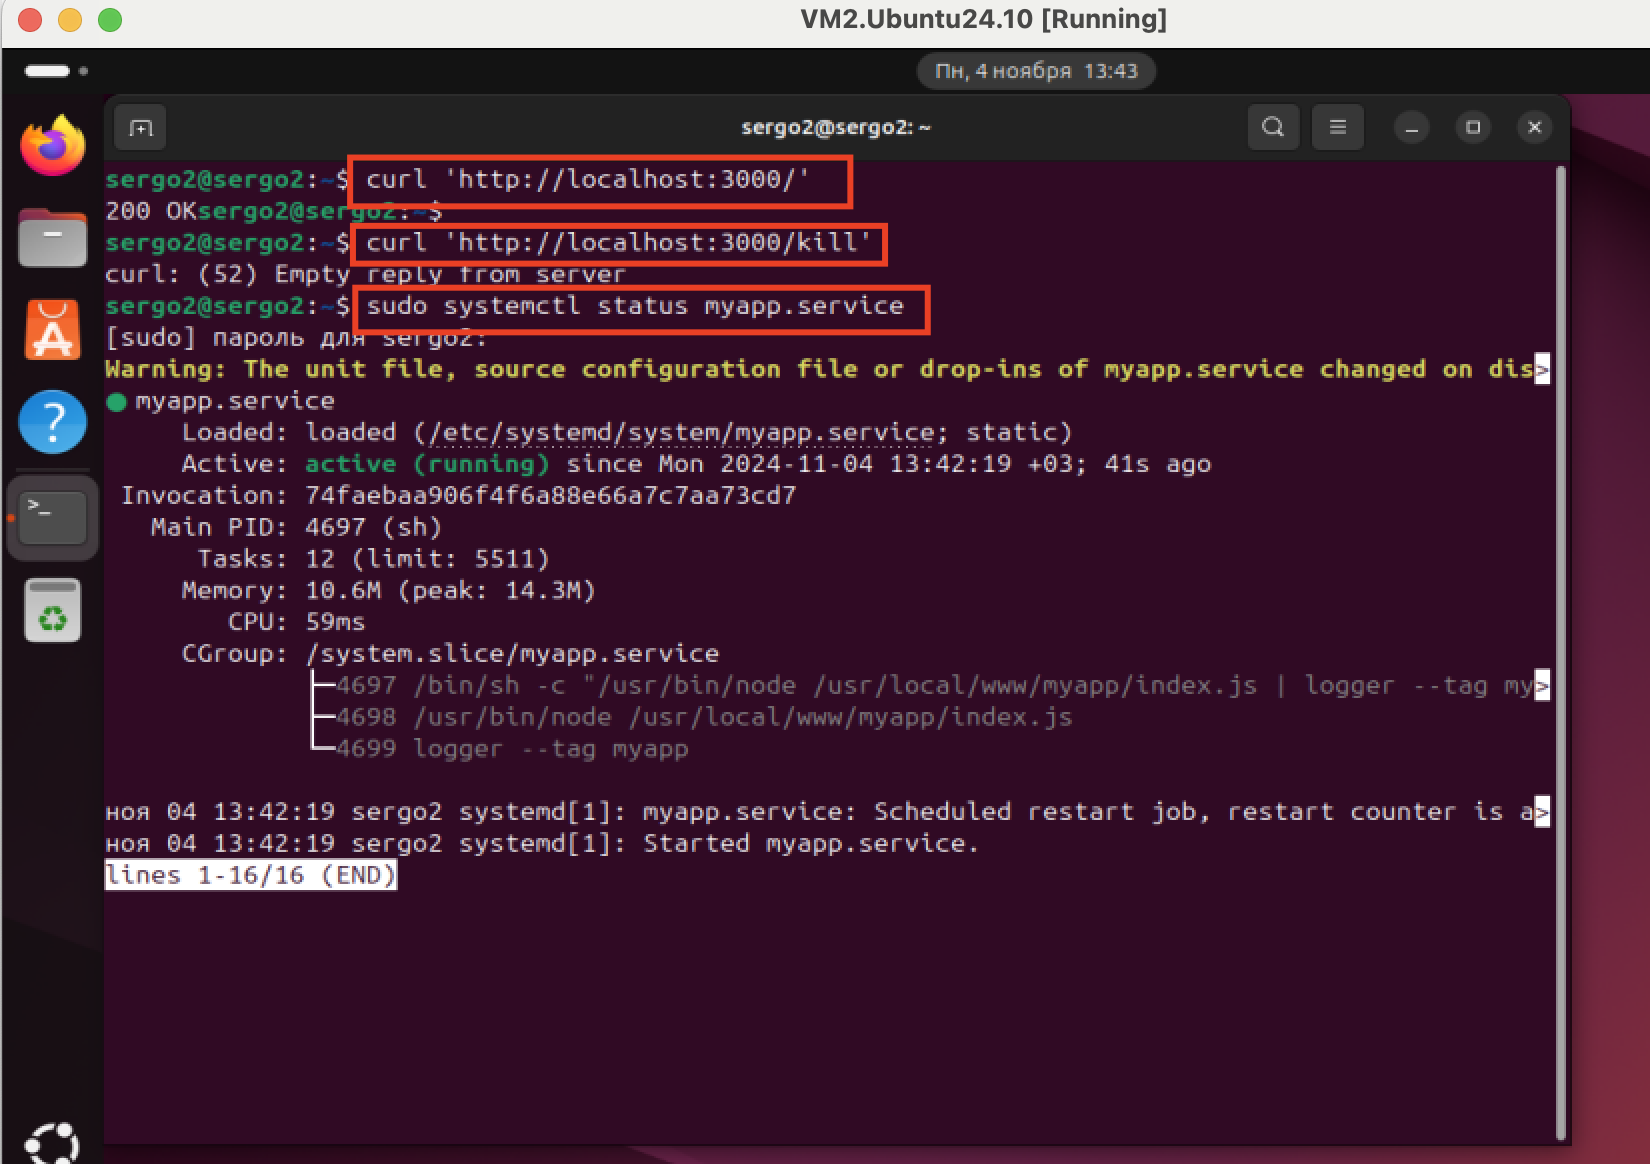 VM2.Ubuntu24.10 [Running]
Пн, 4 ноября 13:43
sergo2@sergo2: ~
sergo2@sergo2:~$ curl 'http://localhost:3000/'
200 OKsergo2@sergo2:~$
sergo2@sergo2:~$ curl 'http://localhost:3000/kill'
curl: (52) Empty reply from server
sergo2@sergo2:~$ sudo systemctl status myapp.service
[sudo] пароль для sergo2:
Warning: The unit file, source configuration file or drop-ins of myapp.service changed on dis>
● myapp.service
Loaded: loaded (/etc/systemd/system/myapp.service; static)
Active: active (running) since Mon 2024-11-04 13:42:19 +03; 41s ago
Invocation: 74faebaa906f4f6a88e66a7c7aa73cd7
Main PID: 4697 (sh)
Tasks: 12 (limit: 5511)
Memory: 10.6M (peak: 14.3M)
CPU: 59ms
CGroup: /system.slice/myapp.service
├─4697 /bin/sh -c "/usr/bin/node /usr/local/www/myapp/index.js | logger --tag my>
├─4698 /usr/bin/node /usr/local/www/myapp/index.js
└─4699 logger --tag myapp
ноя 04 13:42:19 sergo2 systemd[1]: myapp.service: Scheduled restart job, restart counter is a>
ноя 04 13:42:19 sergo2 systemd[1]: Started myapp.service.
lines 1-16/16 (END)